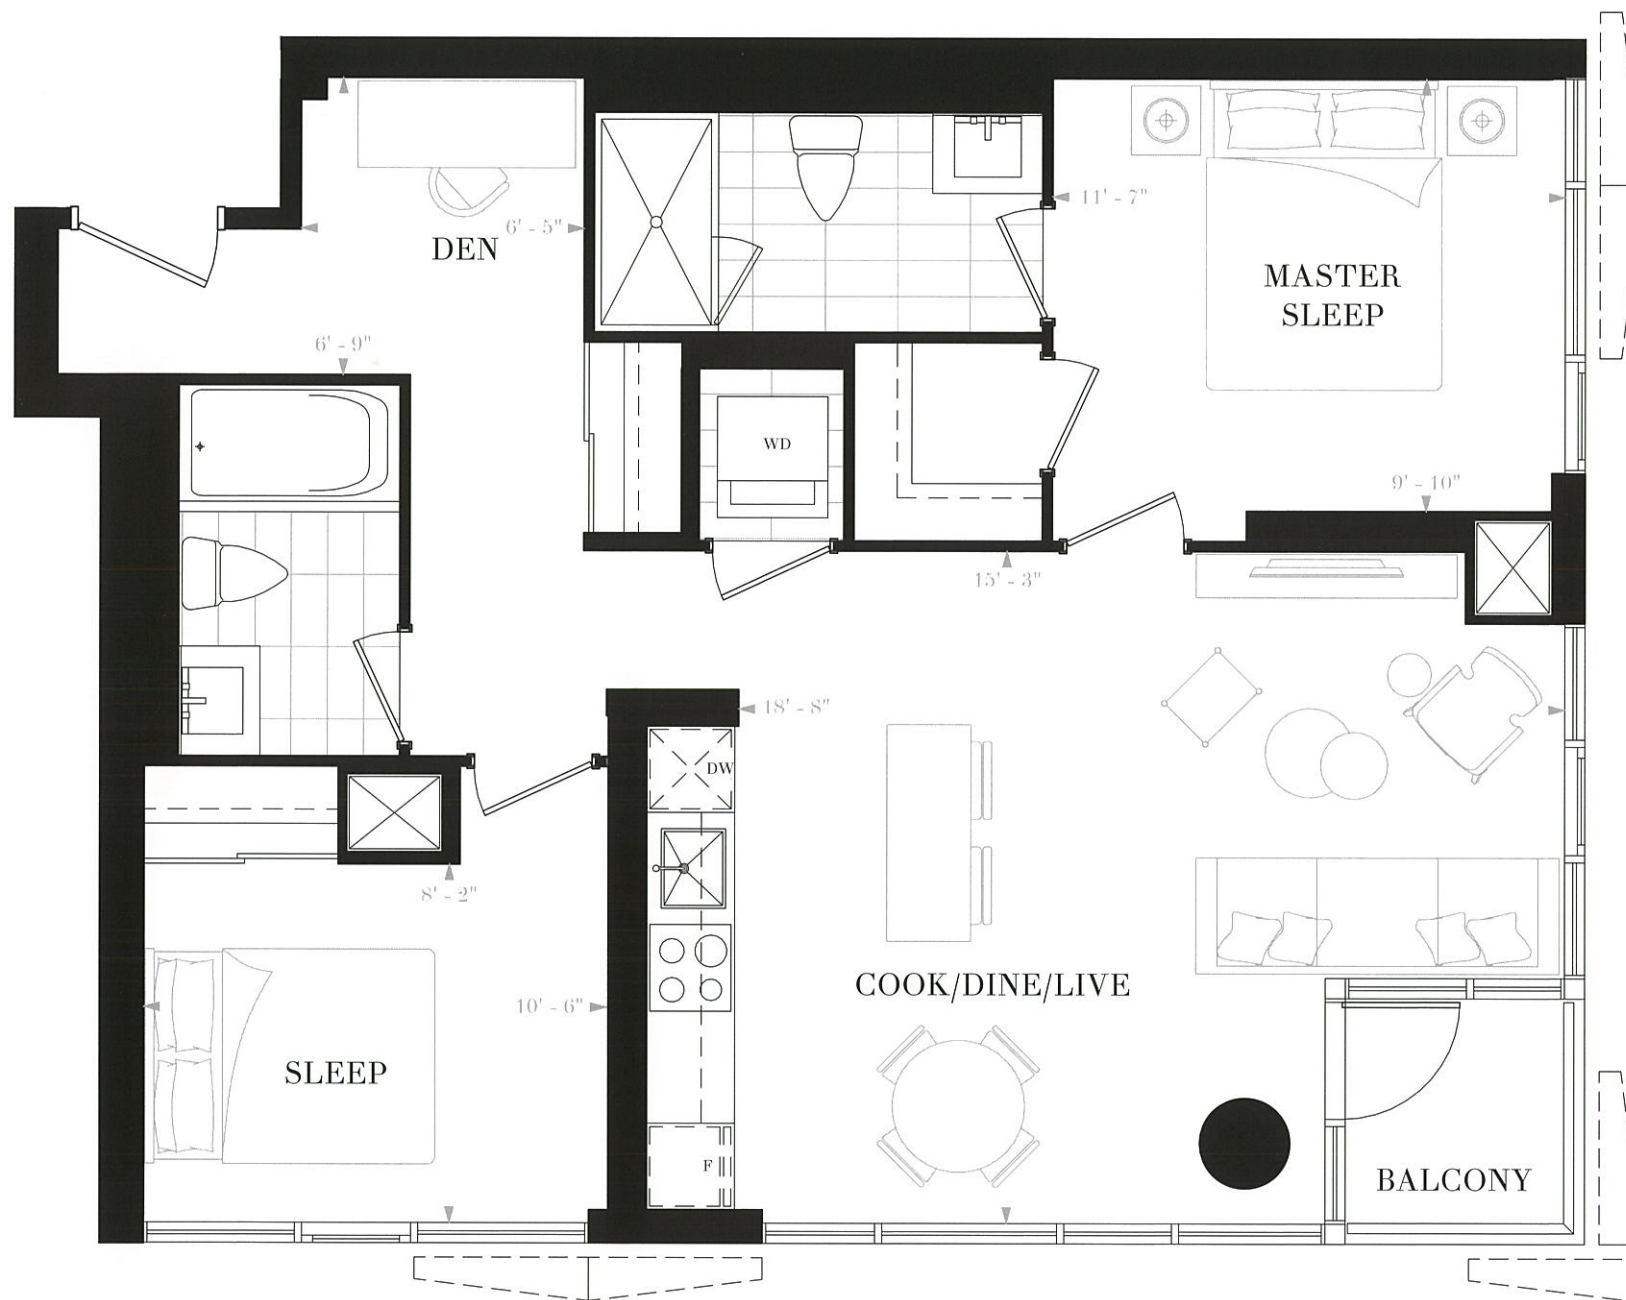 11' - 7"
6' - 5"
DEN
MASTER
SLEEP
6' - 9"
WD
9' - 10"
15' - 3"
18' - 8"
DW
8' - 2"
COOK/DINE/LIVE
10' - 6"
SLEEP
F
BALCONY